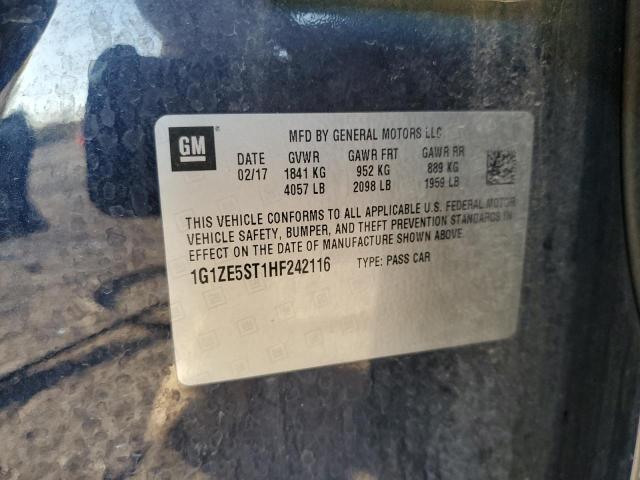 GM
MFD BY GENERAL MOTORS LLC
DATE GVWR GAWR FRT GAWR RR
02/17 1841 KG 952 KG 889 KG
4057 LB 2098 LB 1959 LB
THIS VEHICLE CONFORMS TO ALL APPLICABLE U.S. FEDERAL MOTOR
VEHICLE SAFETY, BUMPER, AND THEFT PREVENTION STANDARDS IN
EFFECT ON THE DATE OF MANUFACTURE SHOWN ABOVE.
1G1ZE5ST1HF242116 TYPE: PASS CAR